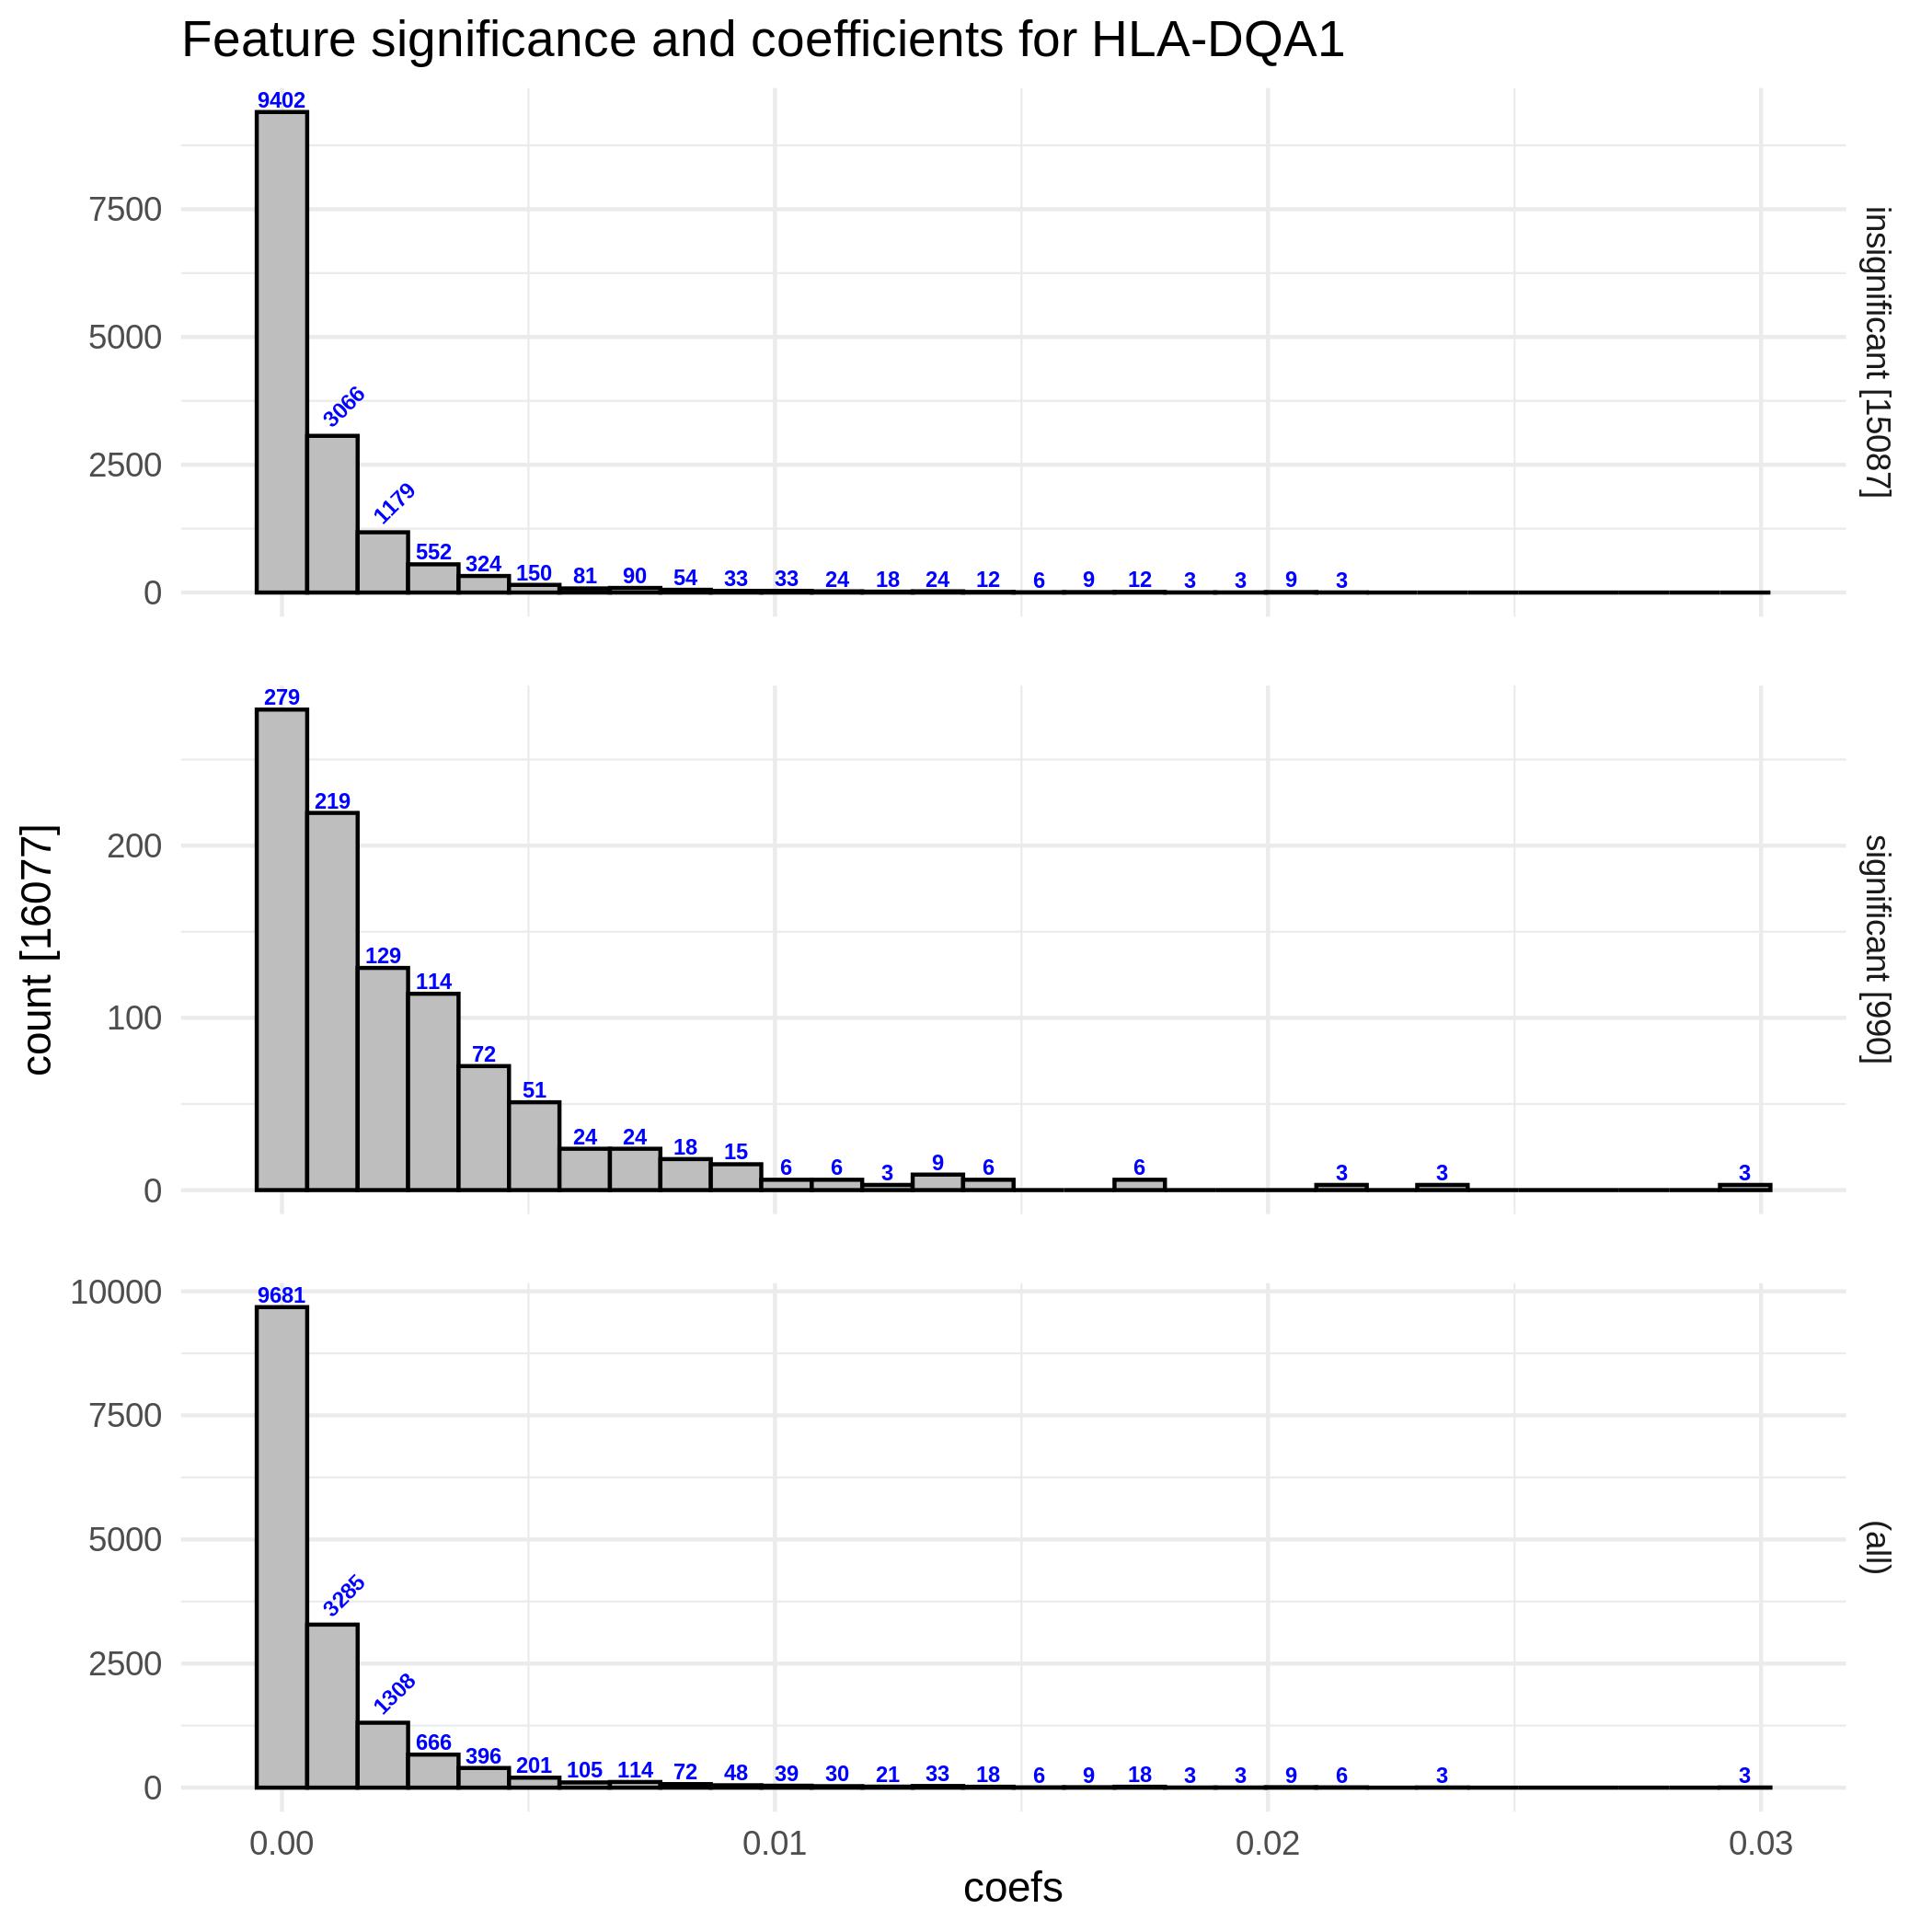 Feature significance and coefficients for HLA-DQA1
9402
7500
5000
2500
0
3066
1179
552 324 150 81 90 54 33 33 24 18 24 12 6 9 12 3 3 9 3
insignificant [15087]
279
219
200
129
114
100
72
51
24 24 18 15 6 6 3 9 6 6 3 3 3
0
significant [990]
count [16077]
10000
9681
7500
5000
3285
2500
1308
666 396 201 105 114 72 48 39 30 21 33 18 6 9 18 3 3 9 6 3 3
0
(all)
0.00 0.01 0.02 0.03
coefs